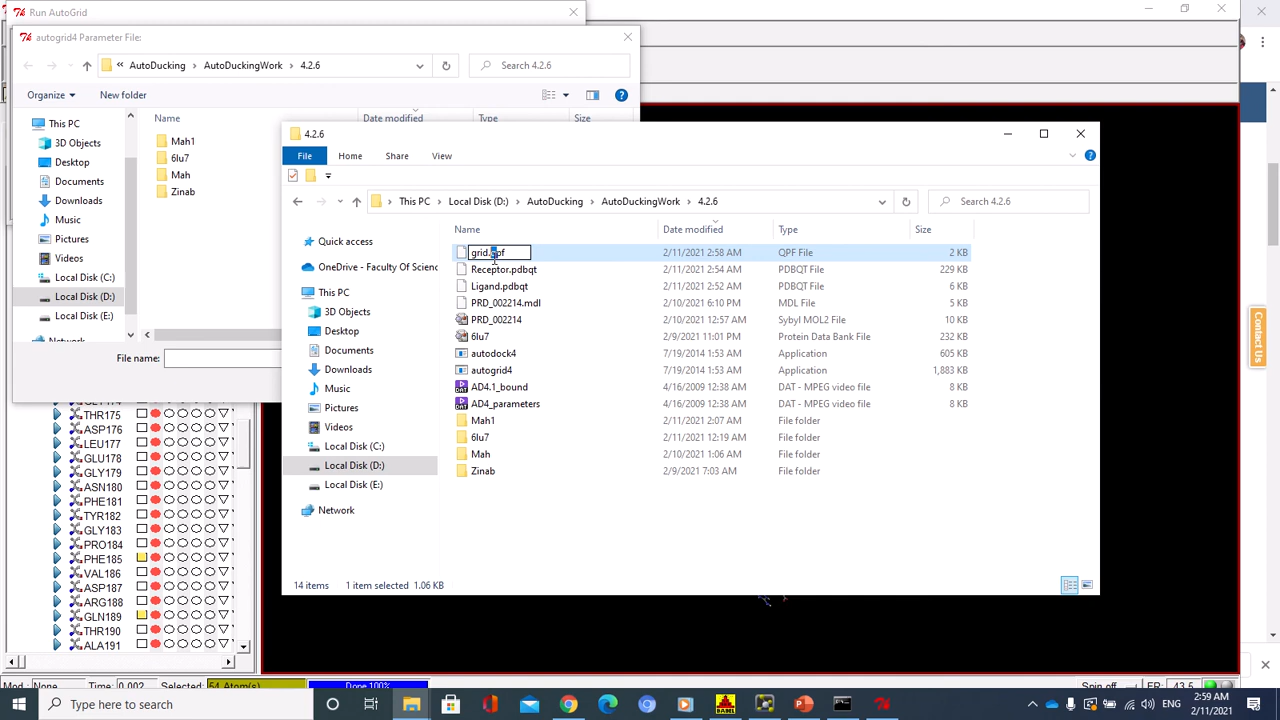 Run AutoGrid
autogrid4 Parameter File:
« AutoDucking > AutoDuckingWork > 4.2.6
Search 4.2.6
Organize
New folder
Name
Date modified
Type
Size
This PC
3D Objects
Desktop
Documents
Downloads
Music
Pictures
Videos
Local Disk (C:)
Local Disk (D:)
Local Disk (E:)
Mah1
6lu7
Mah
Zinab
File name:
4.2.6
File
Home
Share
View
This PC > Local Disk (D:) > AutoDucking > AutoDuckingWork > 4.2.6
Search 4.2.6
Name
Date modified
Type
Size
Quick access
OneDrive - Faculty Of Scienc
This PC
3D Objects
Desktop
Documents
Downloads
Music
Pictures
Videos
Local Disk (C:)
Local Disk (D:)
Local Disk (E:)
Network
grid.qpf 2/11/2021 2:58 AM QPF File 2 KB
Receptor.pdbqt 2/11/2021 2:54 AM PDBQT File 229 KB
Ligand.pdbqt 2/11/2021 2:52 AM PDBQT File 6 KB
PRD_002214.mdl 2/10/2021 6:10 PM MDL File 5 KB
PRD_002214 2/10/2021 12:57 AM Sybyl MOL2 File 10 KB
6lu7 2/9/2021 11:01 PM Protein Data Bank File 232 KB
autodock4 7/19/2014 1:53 AM Application 605 KB
autogrid4 7/19/2014 1:53 AM Application 1,883 KB
AD4.1_bound 4/16/2009 12:38 AM DAT - MPEG video file 8 KB
AD4_parameters 4/16/2009 12:38 AM DAT - MPEG video file 8 KB
Mah1 2/11/2021 2:07 AM File folder
6lu7 2/11/2021 12:19 AM File folder
Mah 2/10/2021 1:06 AM File folder
Zinab 2/9/2021 7:03 AM File folder
14 items 1 item selected 1.06 KB
THR175
ASP176
LEU177
GLU178
GLY179
ASN180
PHE181
TYR182
GLY183
PRO184
PHE185
VAL186
ASP187
ARG188
GLN189
THR190
ALA191
Contact Us
Mod.: None
Time: 0.002
Selected: 54 Atom(s)
Done 100%
Spin off
FR: 43.5
Type here to search
BABEL
ENG
2:59 AM
2/11/2021